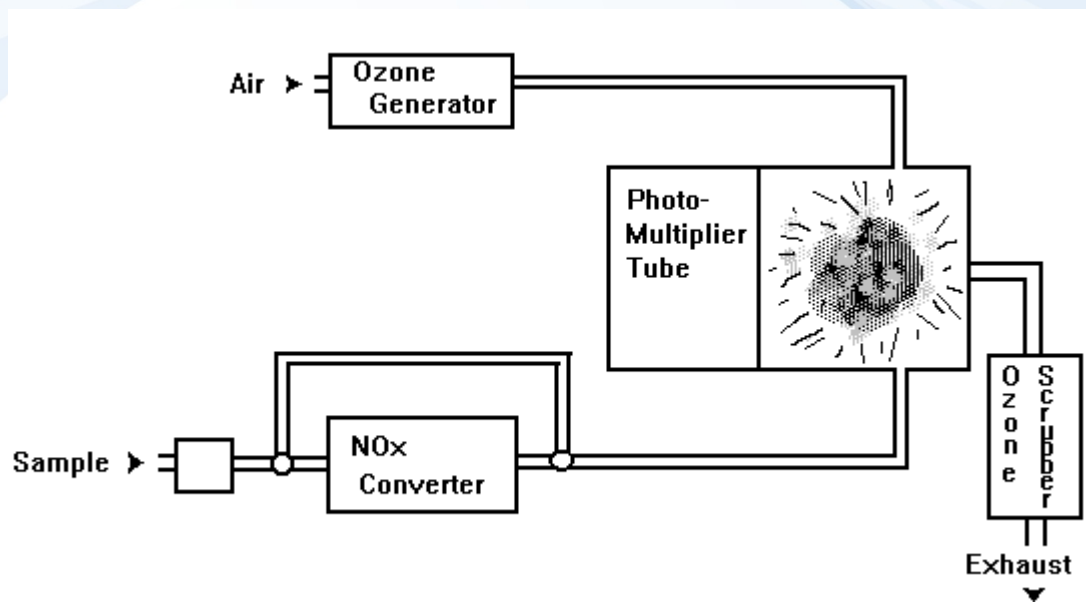 Air
Ozone
Generator
Photo-
Multiplier
Tube
Sample
NOx
Converter
Ozone
Scrubber
Exhaust